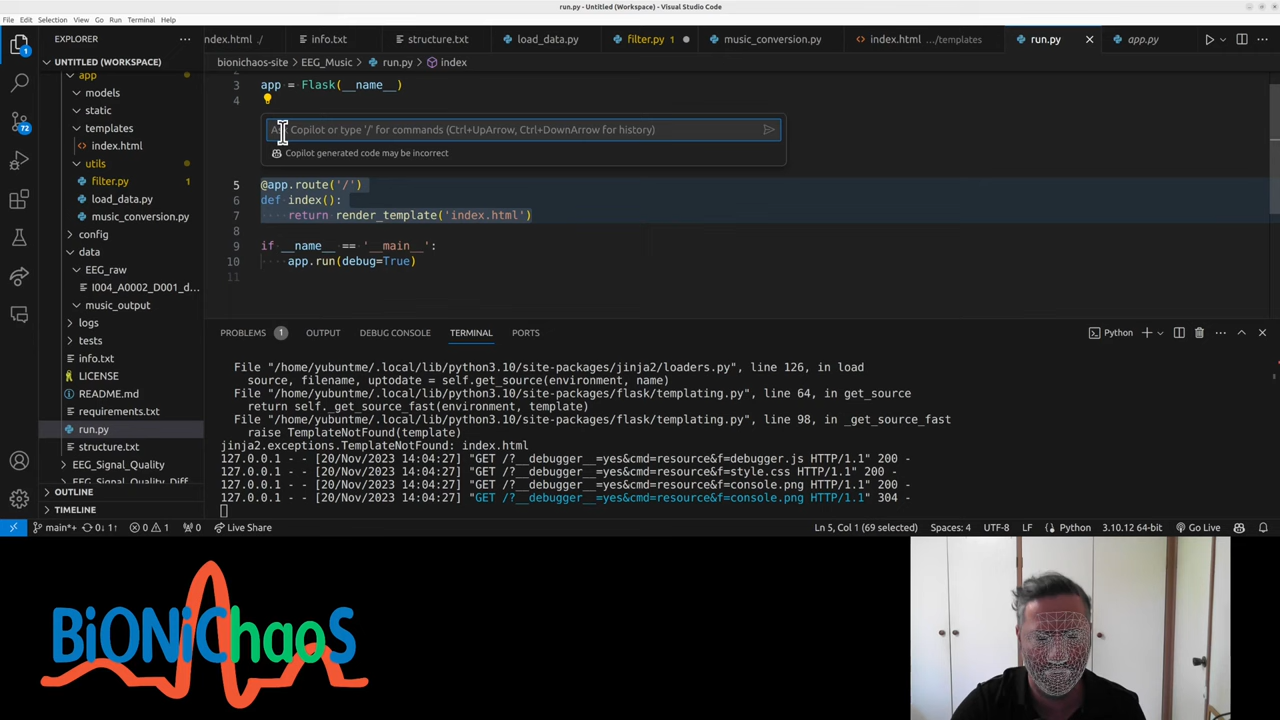 run.py - Untitled (Workspace) - Visual Studio Code
File Edit Selection View Go Run Terminal Help
EXPLORER
ndex.html ./ info.txt structure.txt load_data.py filter.py 1 music_conversion.py index.html .../templates run.py app.py
UNTITLED (WORKSPACE)
bionichaos-site > EEG_Music > run.py > index
app
models
static
templates
index.html
utils
filter.py 1
load_data.py
music_conversion.py
config
data
EEG_raw
I004_A0002_D001_d...
music_output
logs
tests
info.txt
LICENSE
README.md
requirements.txt
run.py
structure.txt
EEG_Signal_Quality
EEG_Signal_Quality_Diff
OUTLINE
TIMELINE
1
72
2
3 app = Flask(__name__)
4
Ask Copilot or type '/' for commands (Ctrl+UpArrow, Ctrl+DownArrow for history)
Copilot generated code may be incorrect
5 @app.route('/')
6 def index():
7 ····return render_template('index.html')
8
9 if __name__ == '__main__':
10 ····app.run(debug=True)
11
PROBLEMS 1 OUTPUT DEBUG CONSOLE TERMINAL PORTS
Python
File "/home/yubuntme/.local/lib/python3.10/site-packages/jinja2/loaders.py", line 126, in load
source, filename, uptodate = self.get_source(environment, name)
File "/home/yubuntme/.local/lib/python3.10/site-packages/flask/templating.py", line 64, in get_source
return self._get_source_fast(environment, template)
File "/home/yubuntme/.local/lib/python3.10/site-packages/flask/templating.py", line 98, in _get_source_fast
raise TemplateNotFound(template)
jinja2.exceptions.TemplateNotFound: index.html
127.0.0.1 - - [20/Nov/2023 14:04:27] "GET /?__debugger__=yes&cmd=resource&f=debugger.js HTTP/1.1" 200 -
127.0.0.1 - - [20/Nov/2023 14:04:27] "GET /?__debugger__=yes&cmd=resource&f=style.css HTTP/1.1" 200 -
127.0.0.1 - - [20/Nov/2023 14:04:27] "GET /?__debugger__=yes&cmd=resource&f=console.png HTTP/1.1" 200 -
127.0.0.1 - - [20/Nov/2023 14:04:27] "GET /?__debugger__=yes&cmd=resource&f=console.png HTTP/1.1" 304 -
main*+ 0↓ 1↑ 0 1 0 Live Share
Ln 5, Col 1 (69 selected) Spaces: 4 UTF-8 LF Python 3.10.12 64-bit Go Live
BiONiChaoS